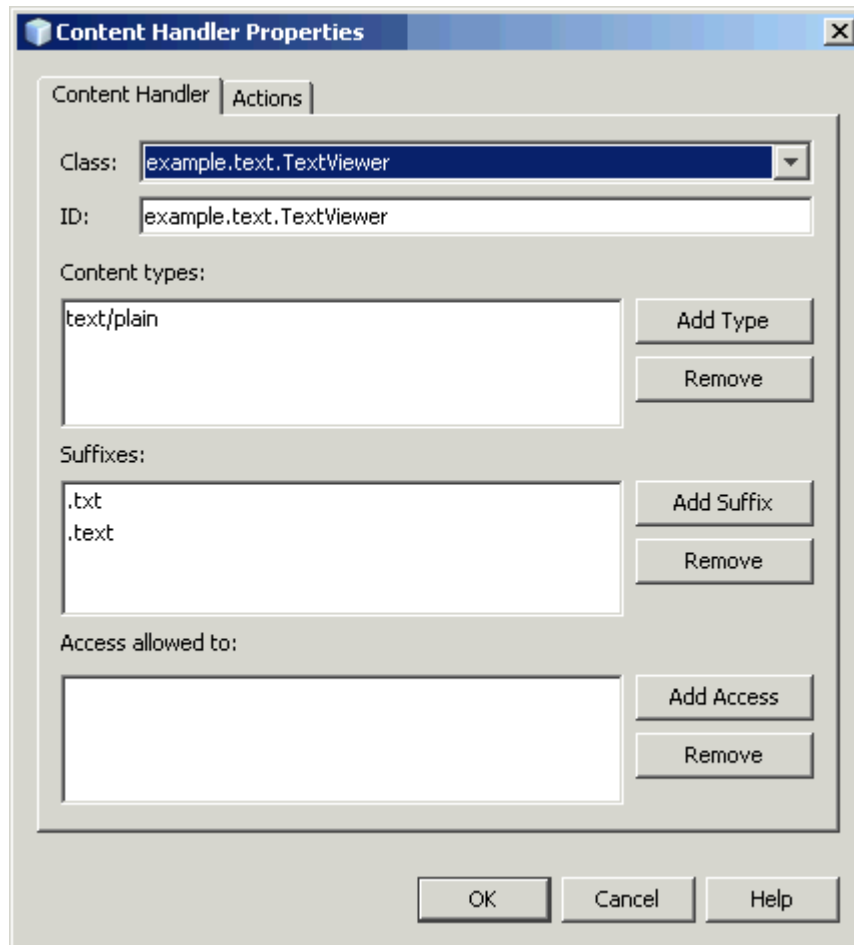 Content Handler Properties
Content Handler Actions
Class: example.text.TextViewer
ID: example.text.TextViewer
Content types:
text/plain
Add Type
Remove
Suffixes:
.txt
.text
Add Suffix
Remove
Access allowed to:
Add Access
Remove
OK Cancel Help